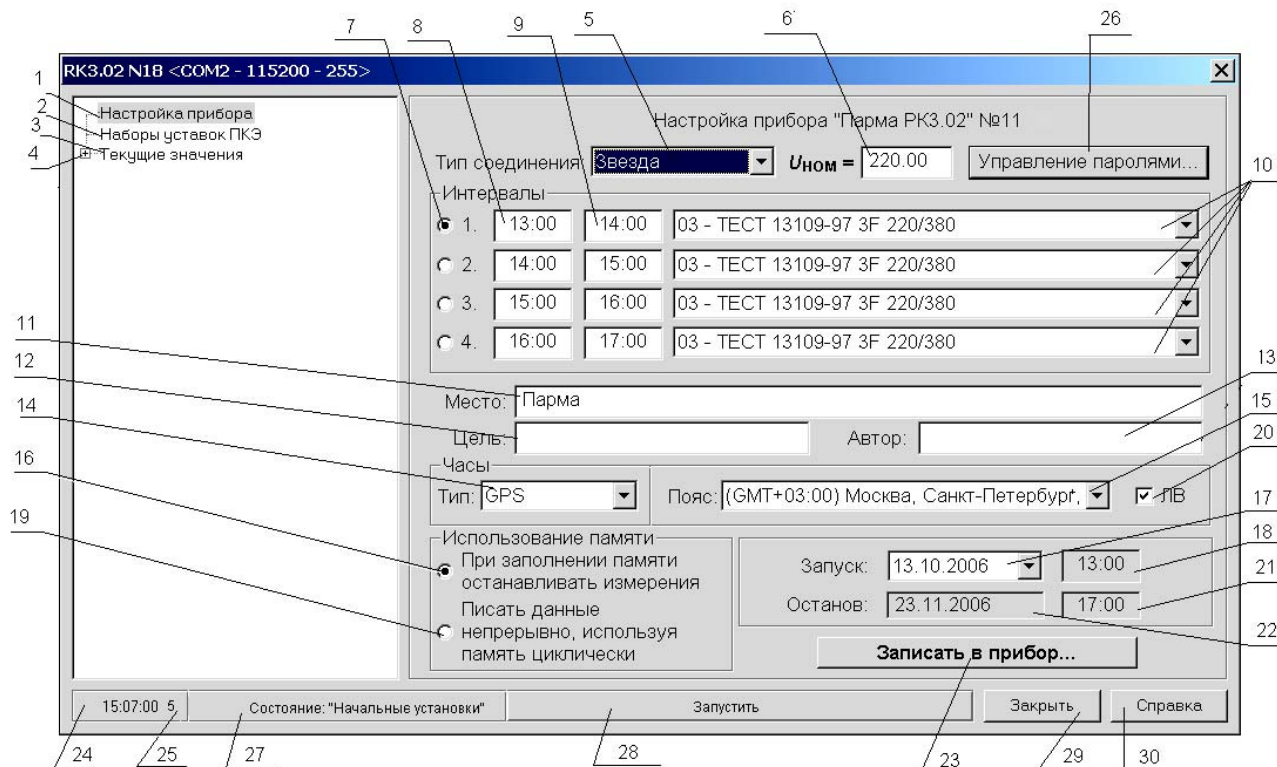 7 8 9 5 6 26
RK3.02 N18 <COM2 - 115200 - 255>
1
2
3
4
Настройка прибора
Наборы уставок ПКЭ
Текущие значения
Настройка прибора "Парма РК3.02" №11
Тип соединения: Звезда Uном = 220.00 Управление паролями...
10
Интервалы
1. 13:00 14:00 03 - ТЕСТ 13109-97 3F 220/380
2. 14:00 15:00 03 - ТЕСТ 13109-97 3F 220/380
3. 15:00 16:00 03 - ТЕСТ 13109-97 3F 220/380
4. 16:00 17:00 03 - ТЕСТ 13109-97 3F 220/380
11
12
13
Место: Парма
14
15
Цель: Автор:
20
Часы
16
Тип: GPS Пояс: (GMT+03:00) Москва, Санкт-Петербург, ЛВ
17
19
18
Использование памяти
При заполнении памяти
останавливать измерения
Писать данные
непрерывно, используя
память циклически
Запуск: 13.10.2006 13:00
21
Останов: 23.11.2006 17:00
22
Записать в прибор...
15:07:00 5 Состояние: "Начальные установки" Запустить Закрыть Справка
24 25 27 28 23 29 30